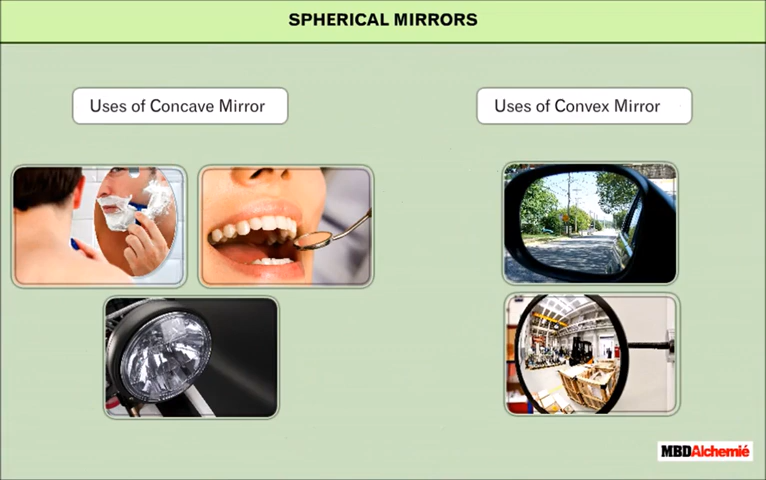 SPHERICAL MIRRORS
Uses of Concave Mirror
Uses of Convex Mirror
MBDAlchemié